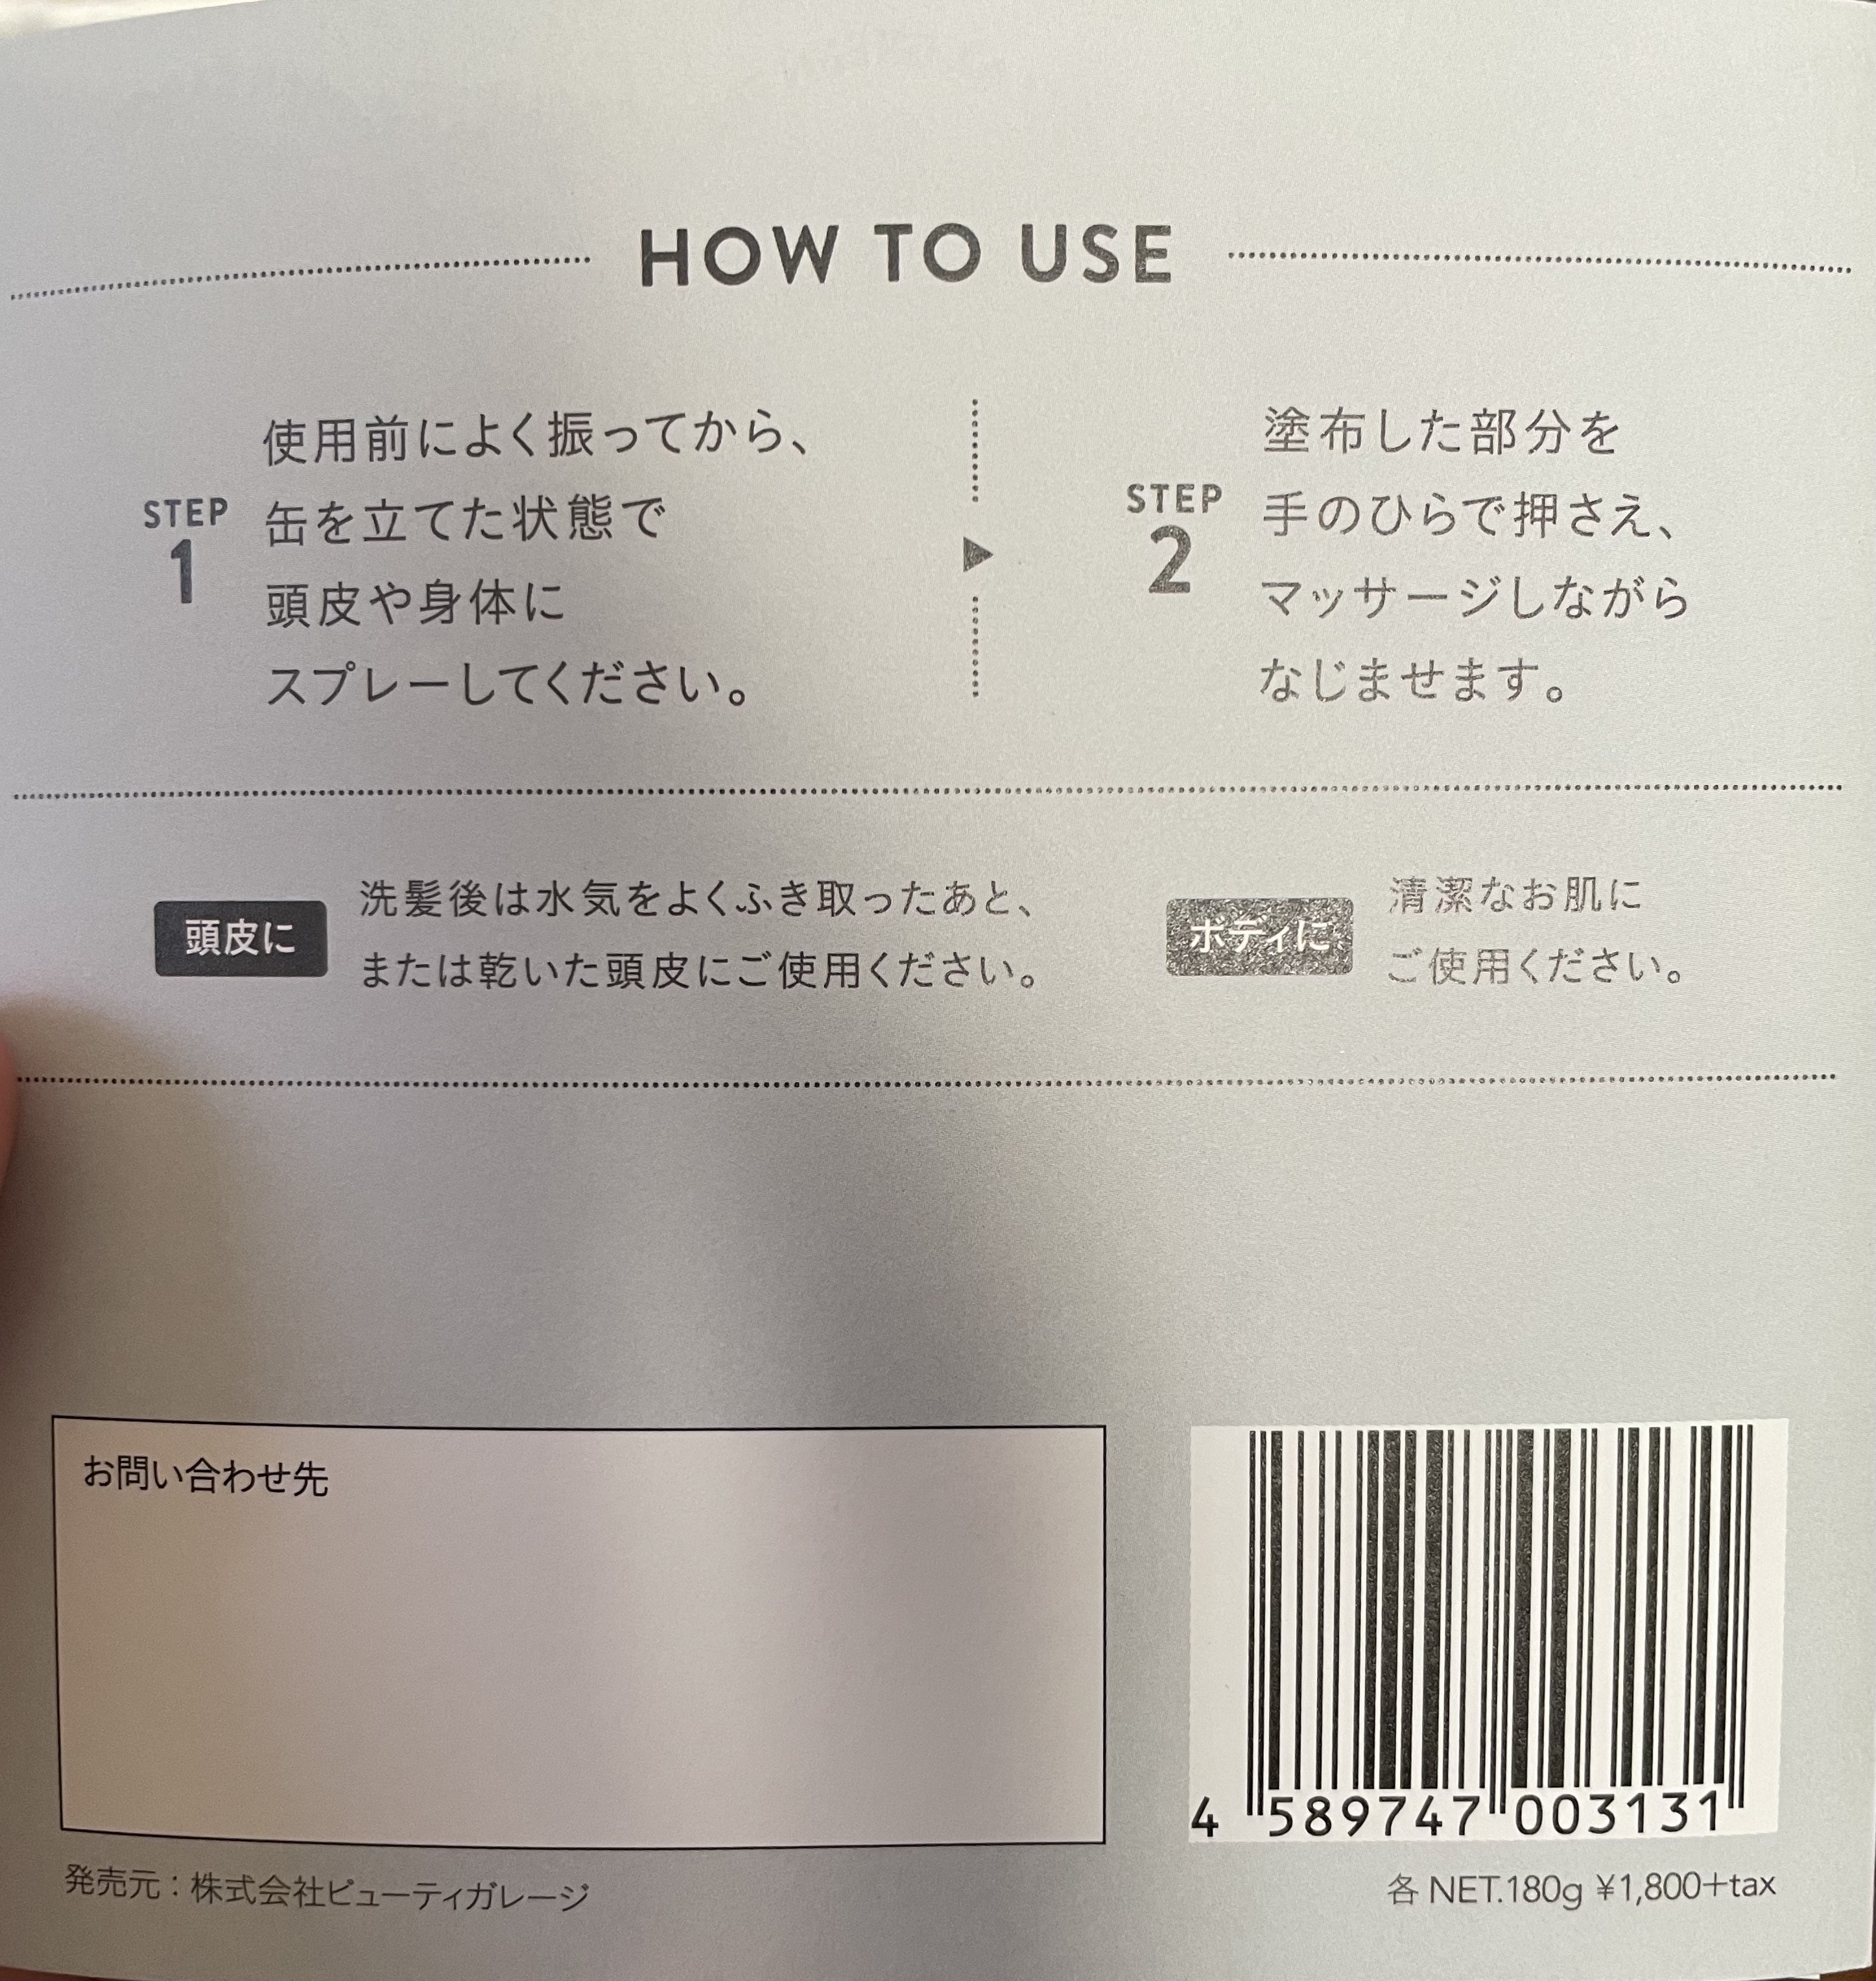 HOW TO USE
STEP
1
使用前によく振ってから、
缶を立てた状態で
頭皮や身体に
スプレーしてください。
STEP
2
塗布した部分を
手のひらで押さえ、
マッサージしながら
なじませます。
頭皮に
洗髪後は水気をよくふき取ったあと、
または乾いた頭皮にご使用ください。
ボディに
清潔なお肌に
ご使用ください。
お問い合わせ先
4 589747 003131
発売元：株式会社ビューティガレージ
各 NET.180g ¥1,800+tax